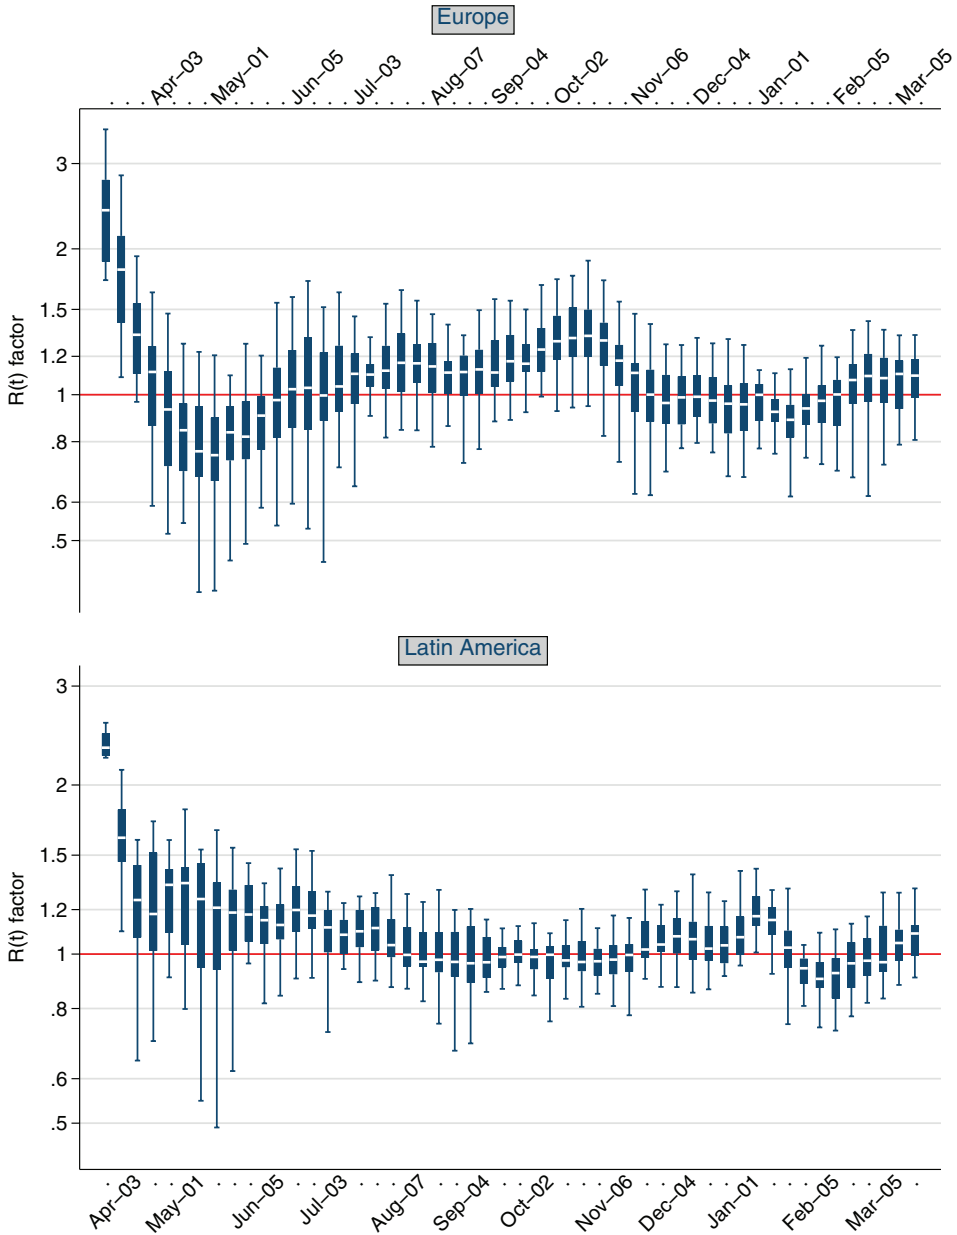 Europe
Apr–03 May–01 Jun–05 Jul–03 Aug–07 Sep–04 Oct–02 Nov–06 Dec–04 Jan–01 Feb–05 Mar–05
3
2
1.5
1.2
1
.8
.6
.5
R(t) factor
Latin America
3
2
1.5
1.2
1
.8
.6
.5
R(t) factor
Apr–03 May–01 Jun–05 Jul–03 Aug–07 Sep–04 Oct–02 Nov–06 Dec–04 Jan–01 Feb–05 Mar–05